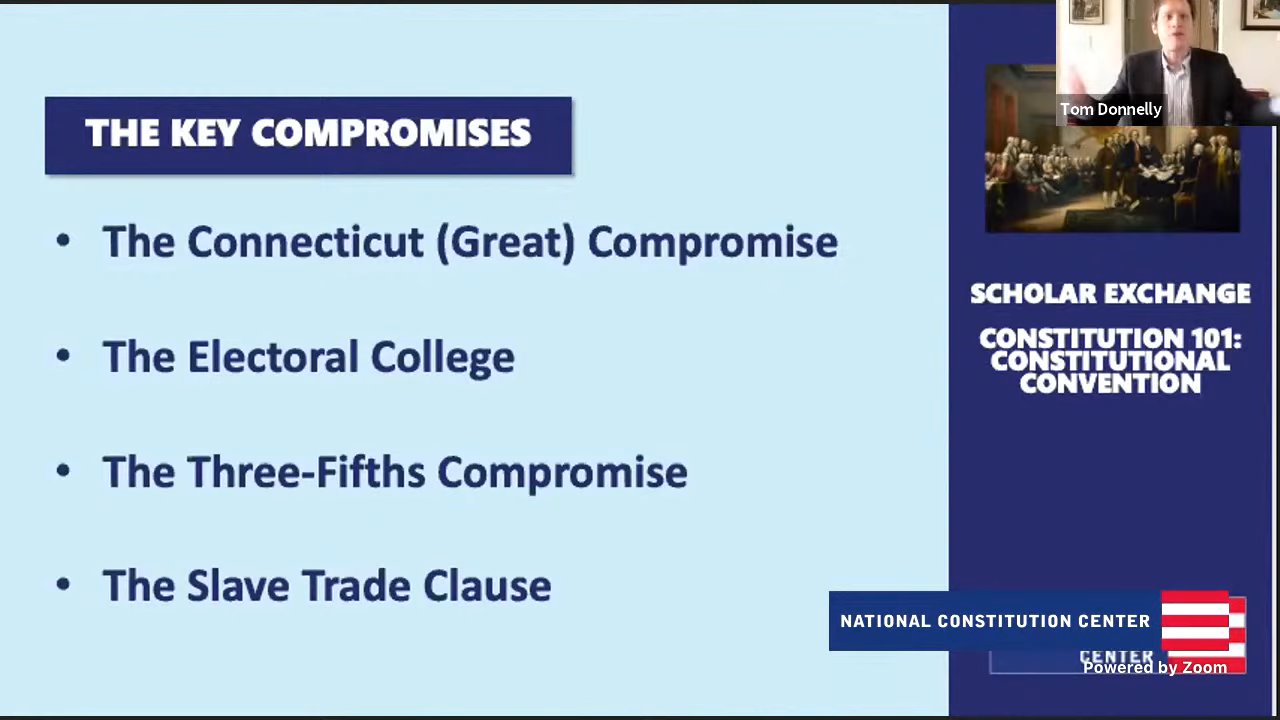 THE KEY COMPROMISES
• The Connecticut (Great) Compromise
• The Electoral College
• The Three-Fifths Compromise
• The Slave Trade Clause
Tom Donnelly
SCHOLAR EXCHANGE
CONSTITUTION 101:
CONSTITUTIONAL
CONVENTION
NATIONAL CONSTITUTION CENTER
CENTER
Powered by Zoom